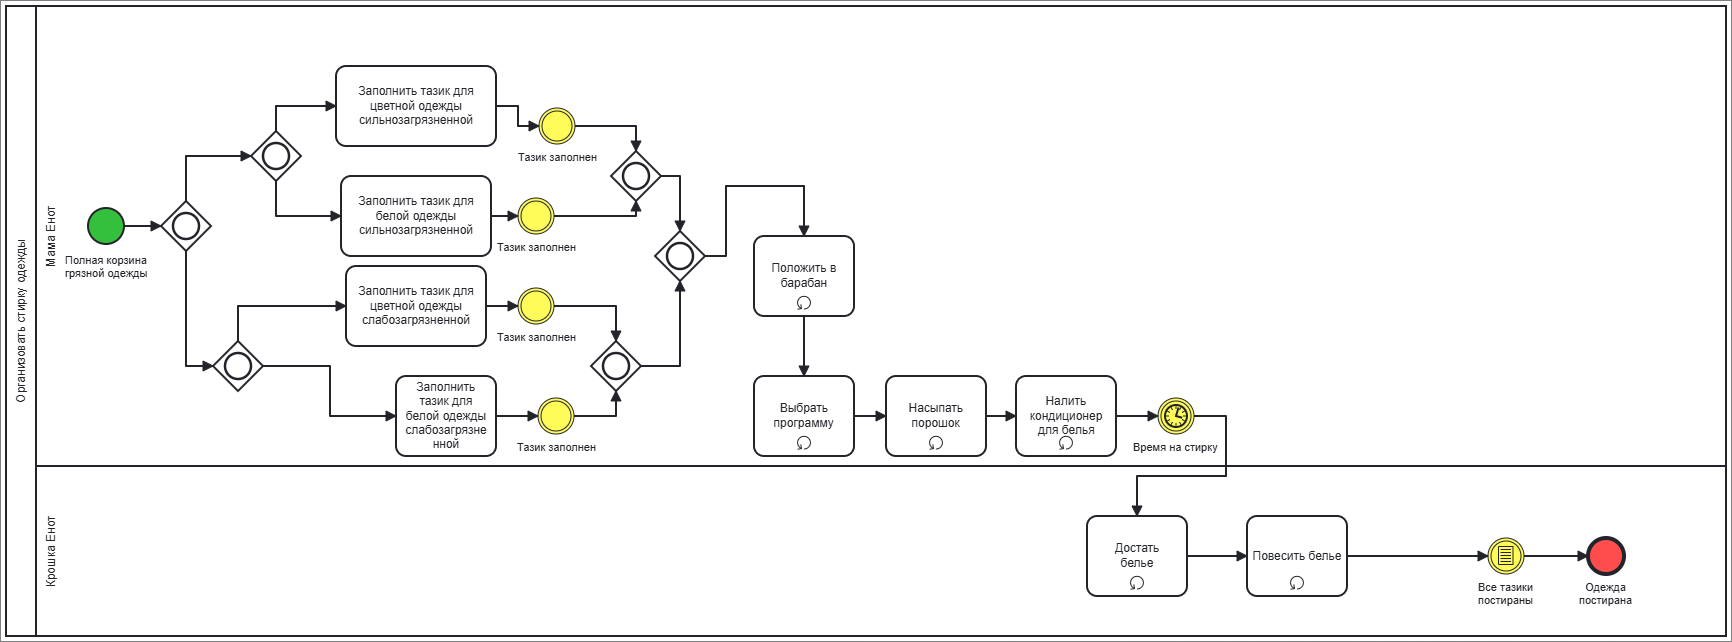 Организовать стирку одежды
Мама Енот
Полная корзина
грязной одежды
Заполнить тазик для
цветной одежды
сильнозагрязненной
Тазик заполнен
Заполнить тазик для
белой одежды
сильнозагрязненной
Тазик заполнен
Заполнить тазик для
цветной одежды
слабозагрязненной
Тазик заполнен
Заполнить
тазик для
белой одежды
слабозагрязне
нной
Тазик заполнен
Положить в
барабан
Выбрать
программу
Насыпать
порошок
Налить
кондиционер
для белья
Время на стирку
Крошка Енот
Достать
белье
Повесить белье
Все тазики
постираны
Одежда
постирана